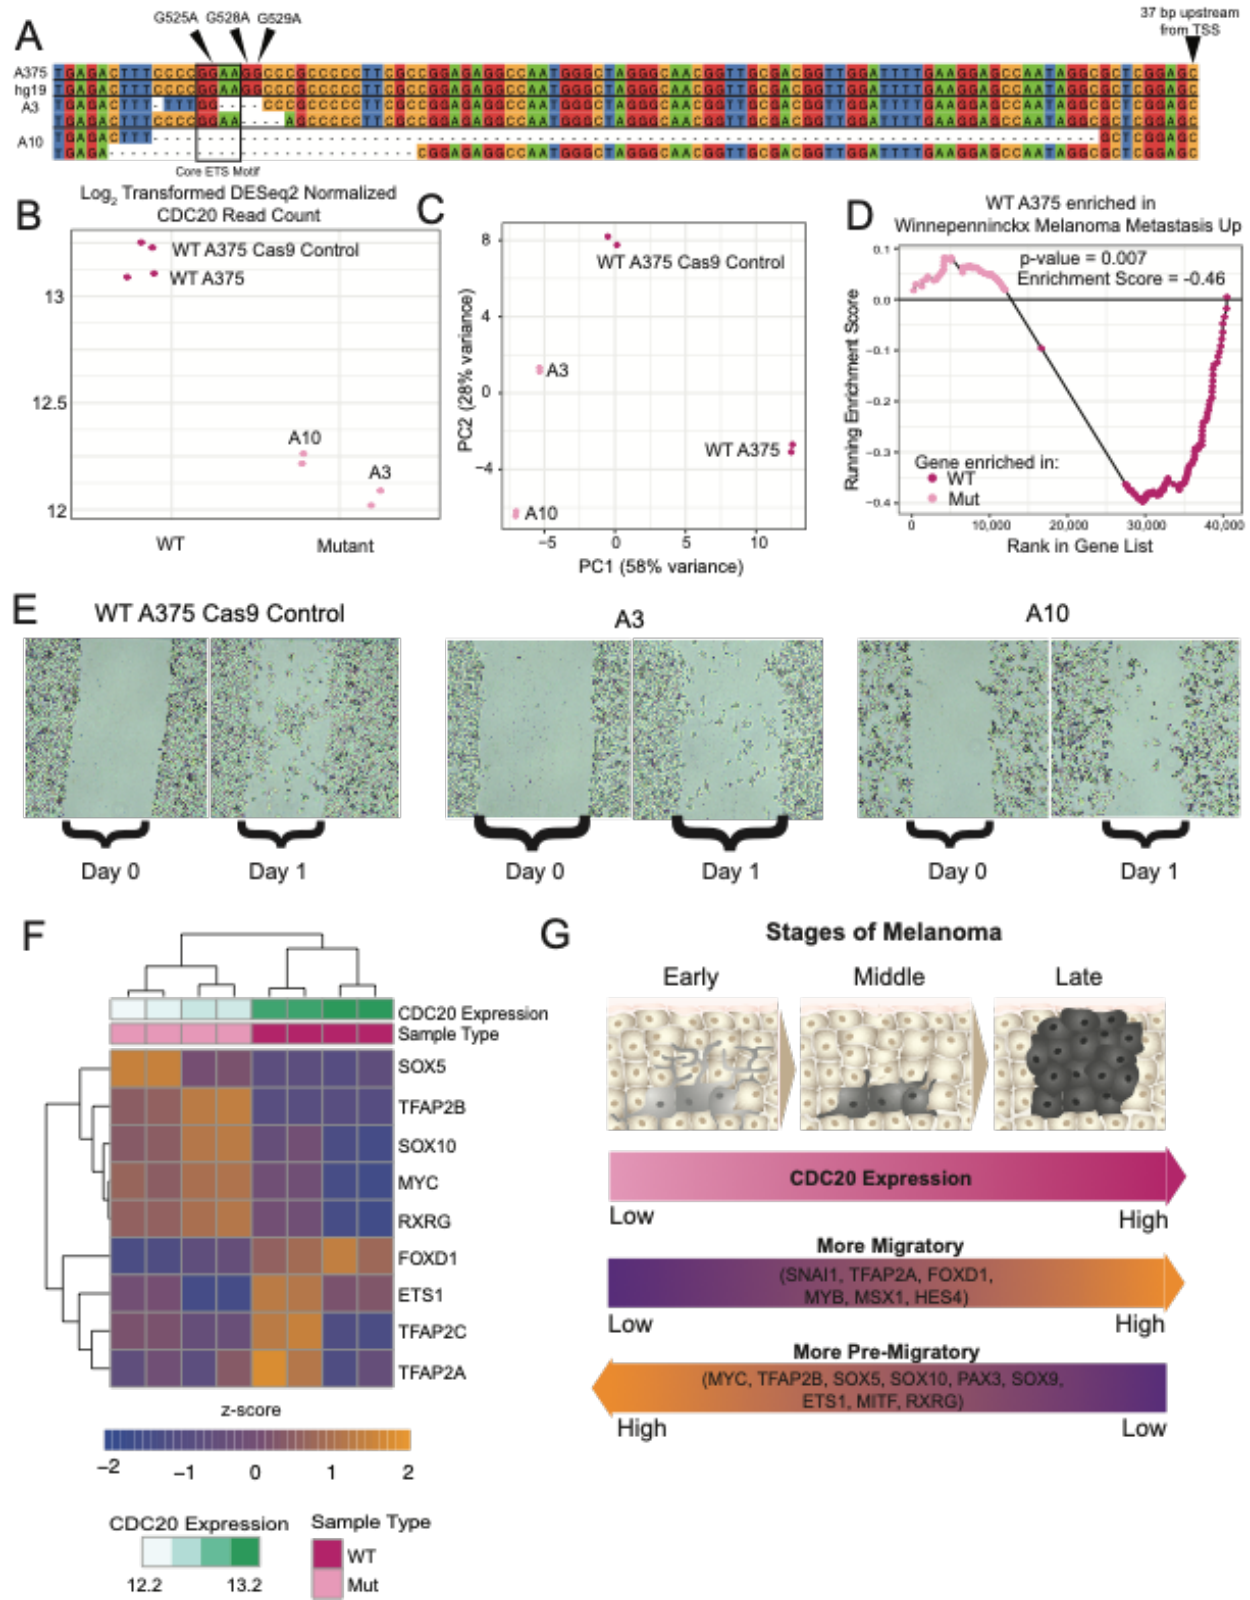 A
G525A G528A G529A
37 bp upstream
from TSS
A375
hg19
A3
A10
TGAGACTTTCCCCGGAAGGCCCGCCCCCTTCGCCGGAGAGGCCAATGGGCTAGGGCAACGGTTGCGACGGTTGGATTTTGAAGGAGCCAATAGGCGCTCGGAGC
Core ETS Motif
B
Log2 Transformed DESeq2 Normalized
CDC20 Read Count
WT A375 Cas9 Control
WT A375
13
12.5
12
A10
A3
WT Mutant
C
8
4
0
−4
PC2 (28% variance)
WT A375 Cas9 Control
A3
WT A375
A10
−5 0 5 10
PC1 (58% variance)
D
WT A375 enriched in
Winnepenninckx Melanoma Metastasis Up
p-value = 0.007
Enrichment Score = -0.46
0.1
0.0
−0.1
−0.2
−0.3
−0.4
Running Enrichment Score
Gene enriched in:
WT
Mut
0 10,000 20,000 30,000 40,000
Rank in Gene List
E
WT A375 Cas9 Control
A3
A10
Day 0 Day 1 Day 0 Day 1 Day 0 Day 1
F
CDC20 Expression
Sample Type
SOX5
TFAP2B
SOX10
MYC
RXRG
FOXD1
ETS1
TFAP2C
TFAP2A
z-score
−2 −1 0 1 2
CDC20 Expression
12.2 13.2
Sample Type
WT
Mut
G
Stages of Melanoma
Early Middle Late
CDC20 Expression
Low High
More Migratory
(SNAI1, TFAP2A, FOXD1,
MYB, MSX1, HES4)
Low High
More Pre-Migratory
(MYC, TFAP2B, SOX5, SOX10, PAX3, SOX9,
ETS1, MITF, RXRG)
High Low